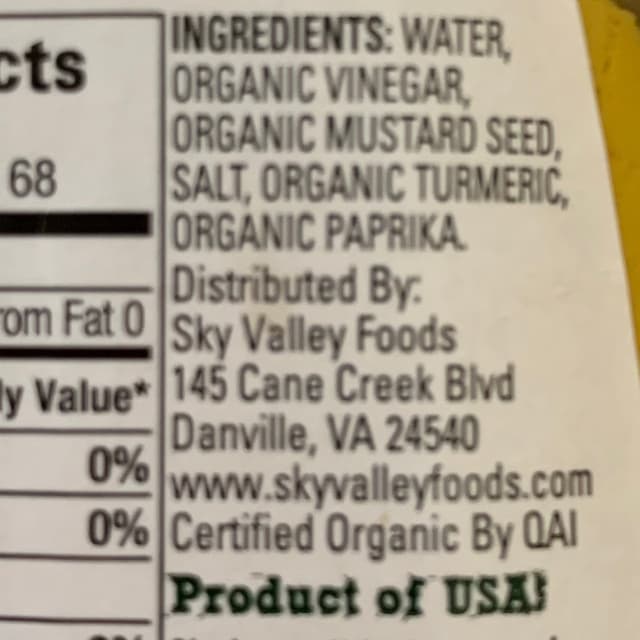 cts
68
rom Fat 0
ly Value*
0%
0%
INGREDIENTS: WATER,
ORGANIC VINEGAR,
ORGANIC MUSTARD SEED,
SALT, ORGANIC TURMERIC,
ORGANIC PAPRIKA.
Distributed By:
Sky Valley Foods
145 Cane Creek Blvd
Danville, VA 24540
www.skyvalleyfoods.com
Certified Organic By QAI
Product of USA!